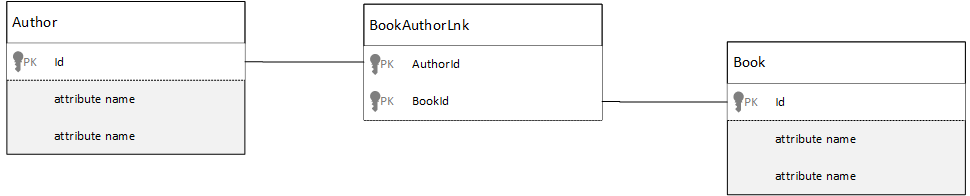 Author
PK Id
attribute name
attribute name
BookAuthorLnk
PK AuthorId
PK BookId
Book
PK Id
attribute name
attribute name